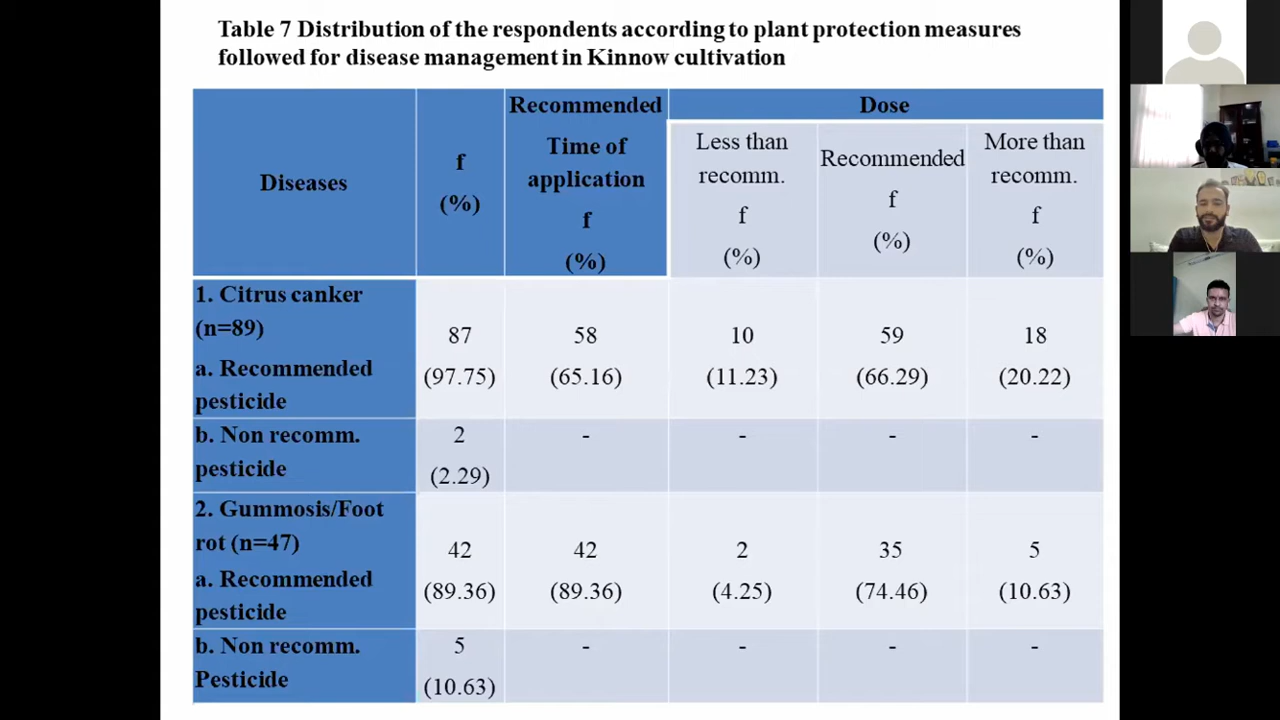 Table 7 Distribution of the respondents according to plant protection measures
followed for disease management in Kinnow cultivation
Diseases
f
(%)
Recommended
Time of
application
f
(%)
Dose
Less than
recomm.
f
(%)
Recommended
f
(%)
More than
recomm.
f
(%)
1. Citrus canker
(n=89)
a. Recommended
pesticide
87
(97.75)
58
(65.16)
10
(11.23)
59
(66.29)
18
(20.22)
b. Non recomm.
pesticide
2
(2.29)
-
-
-
-
2. Gummosis/Foot
rot (n=47)
a. Recommended
pesticide
42
(89.36)
42
(89.36)
2
(4.25)
35
(74.46)
5
(10.63)
b. Non recomm.
Pesticide
5
(10.63)
-
-
-
-